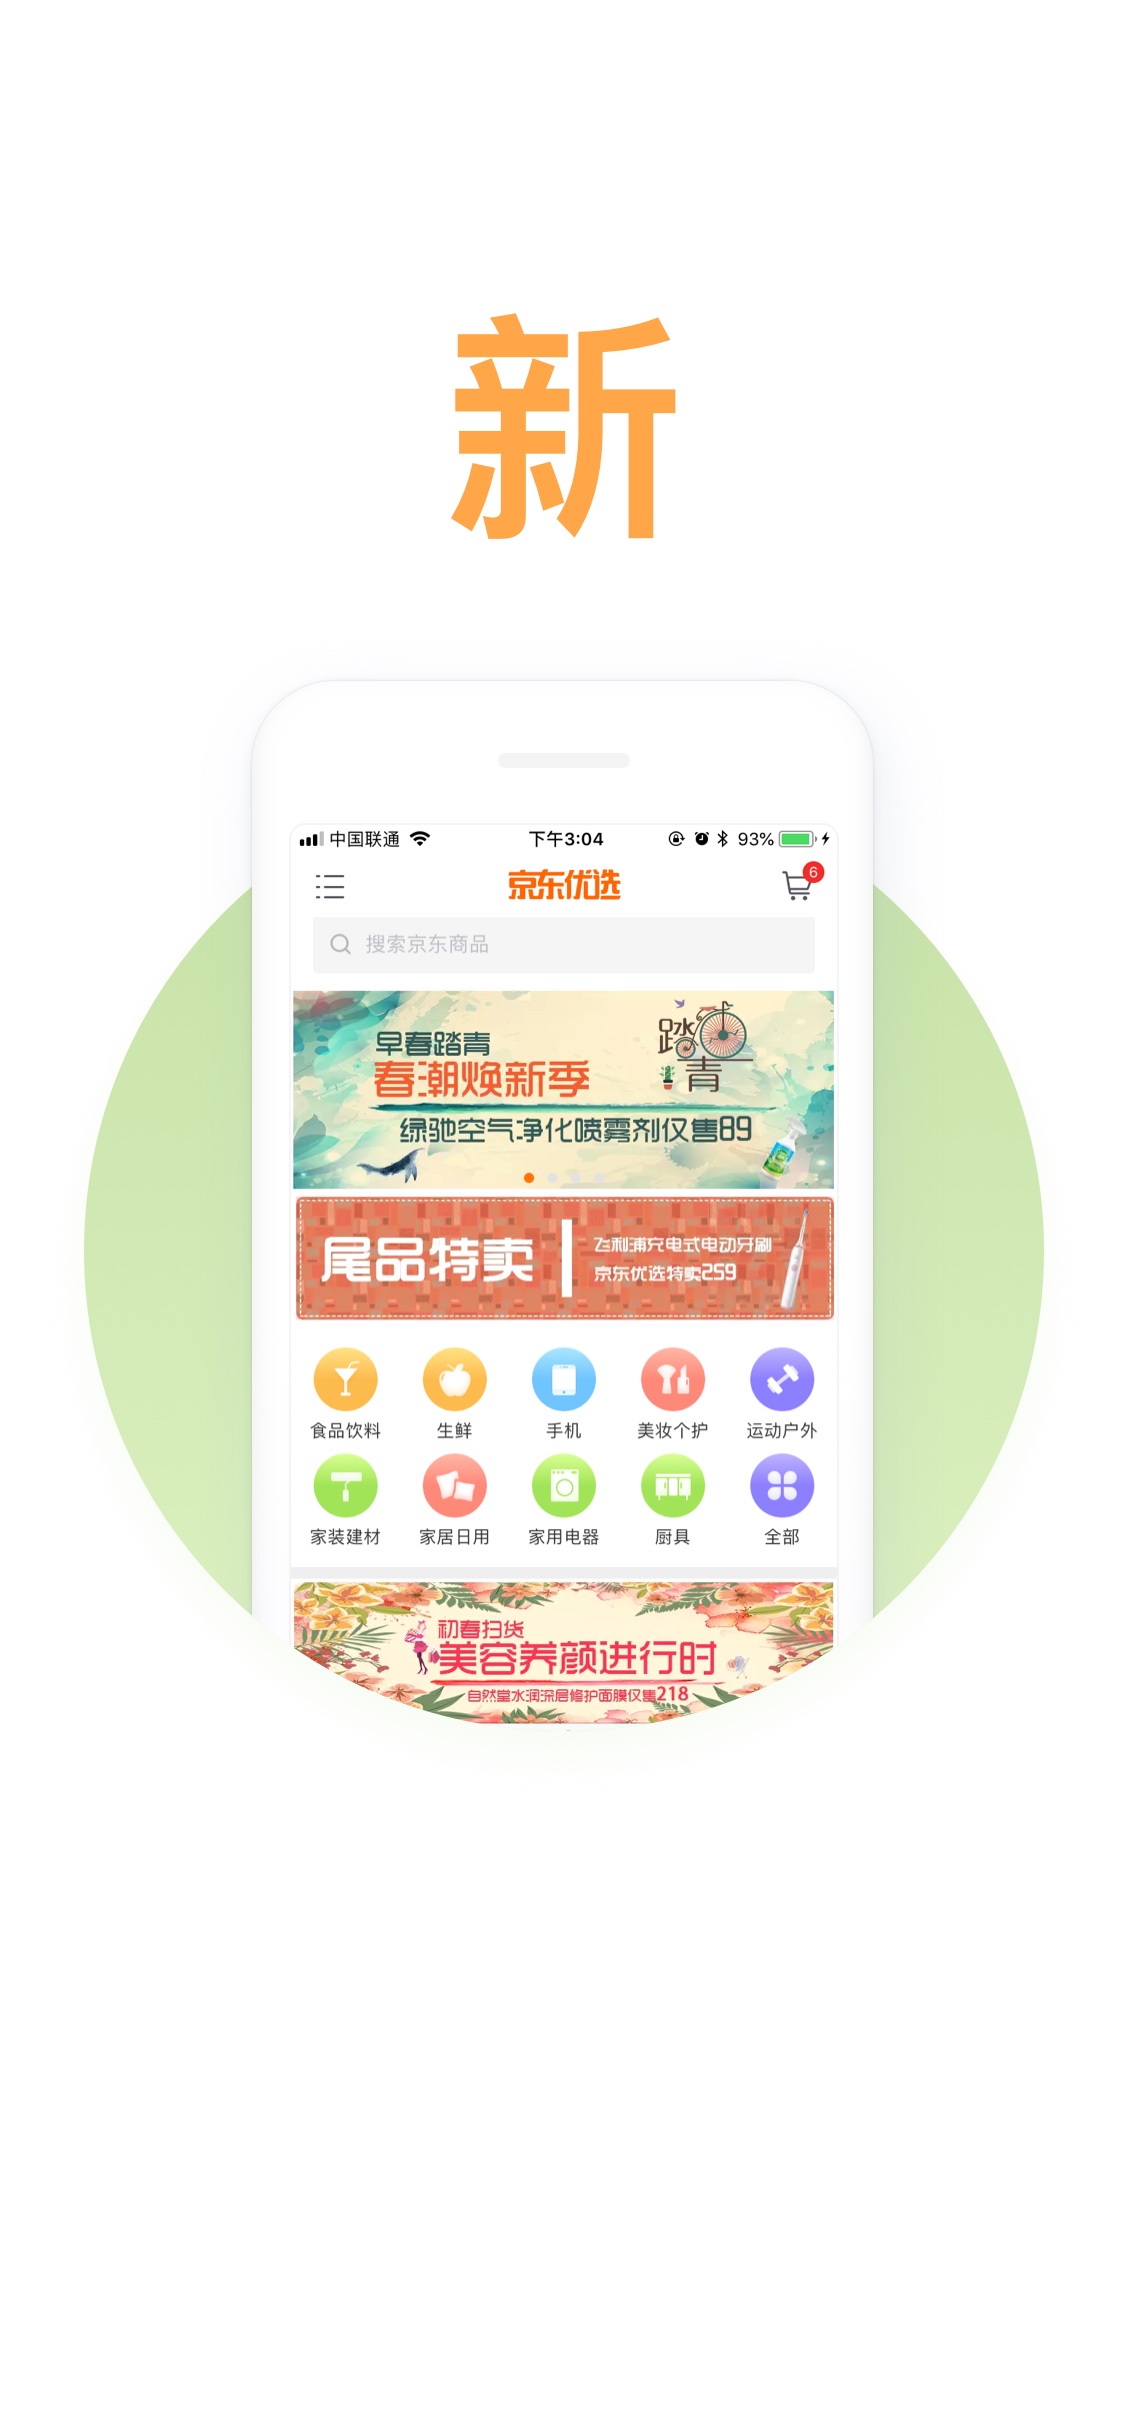 新
中国联通
下午3:04
93%
京东优选
6
搜索京东商品
早春踏青
春潮焕新季
踏
青
绿驰空气净化喷雾剂仅售89
尾品特卖
飞利浦充电式电动牙刷
京东优选特卖259
食品饮料 生鲜 手机 美妆个护 运动户外
家装建材 家居日用 家用电器 厨具 全部
初春扫货
美容养颜进行时
自然堂水润深层修护面膜仅售218